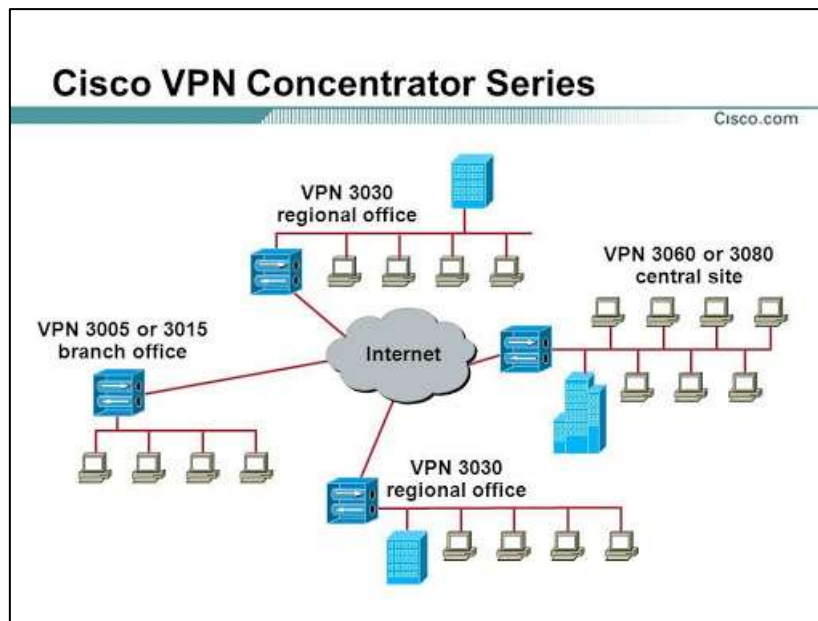 Cisco VPN Concentrator Series
Cisco.com
VPN 3030
regional office
VPN 3060 or 3080
central site
VPN 3005 or 3015
branch office
Internet
VPN 3030
regional office